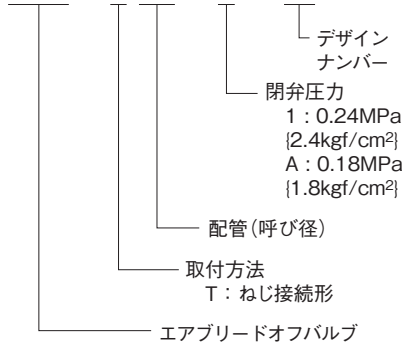 デザイン
ナンバー
閉弁圧力
1：0.24MPa
{2.4kgf/cm²}
A：0.18MPa
{1.8kgf/cm²}
配管（呼び径）
取付方法
T：ねじ接続形
エアブリードオフバルブ